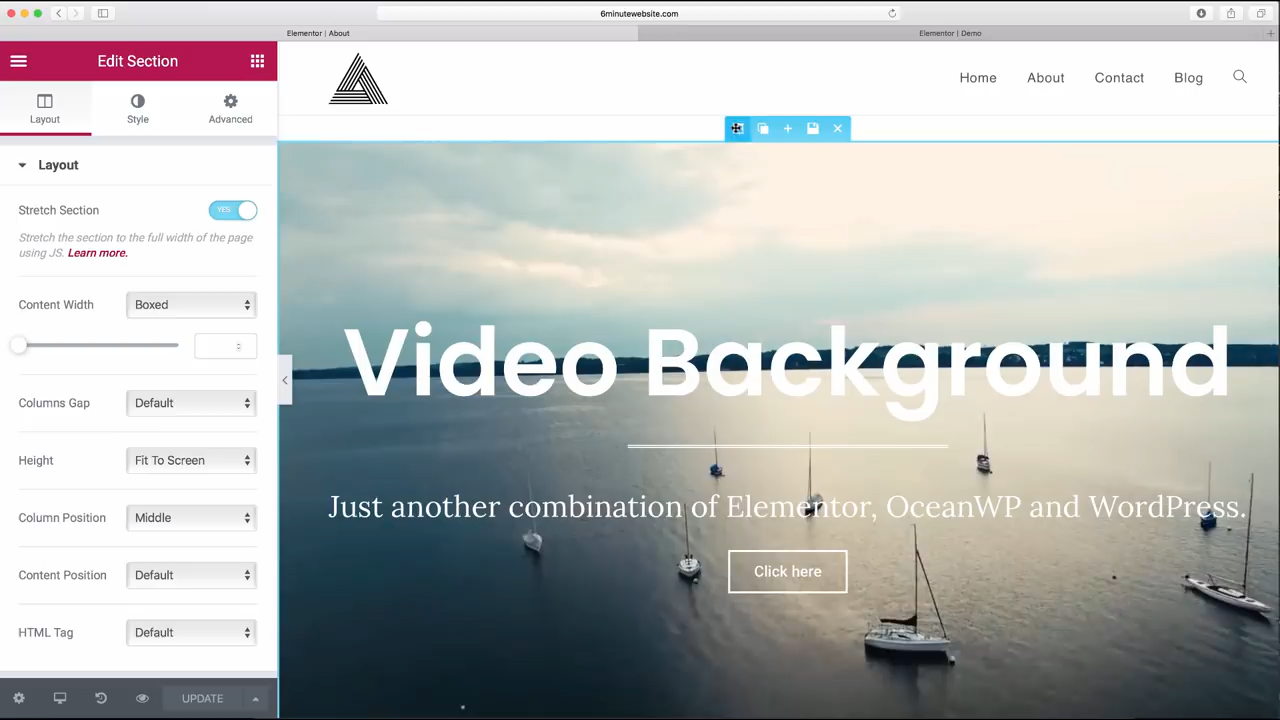 6minutewebsite.com
Elementor | About
Elementor | Demo
Edit Section
Home About Contact Blog
Layout Style Advanced
Layout
Stretch Section YES
Stretch the section to the full width of the page
using JS. Learn more.
Content Width Boxed
Columns Gap Default
Height Fit To Screen
Column Position Middle
Content Position Default
HTML Tag Default
UPDATE
Video Background
Just another combination of Elementor, OceanWP and WordPress.
Click here